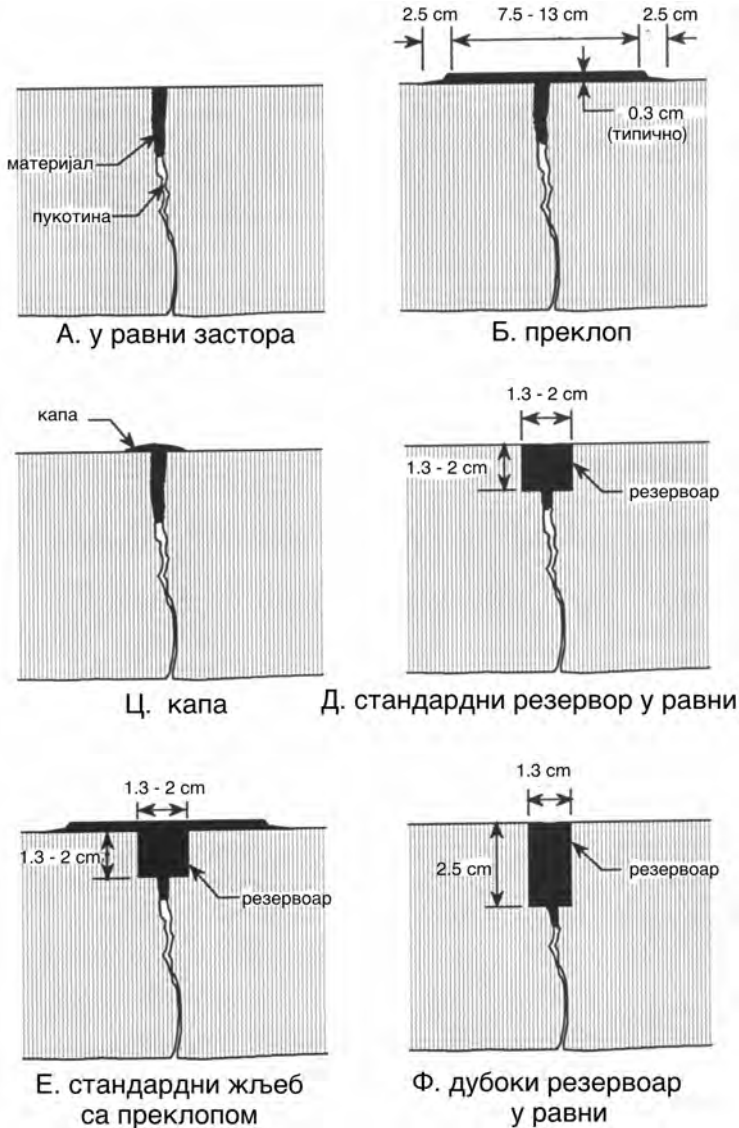 2.5 cm 7.5 - 13 cm 2.5 cm
0.3 cm
(типично)
материјал
пукотина
А. у равни застора
Б. преклоп
капа
1.3 - 2 cm
1.3 - 2 cm
резервоар
Ц. капа
Д. стандардни резервор у равни
1.3 - 2 cm
1.3 - 2 cm
резервоар
1.3 cm
2.5 cm
резервоар
Е. стандардни жљеб
са преклопом
Ф. дубоки резервоар
у равни